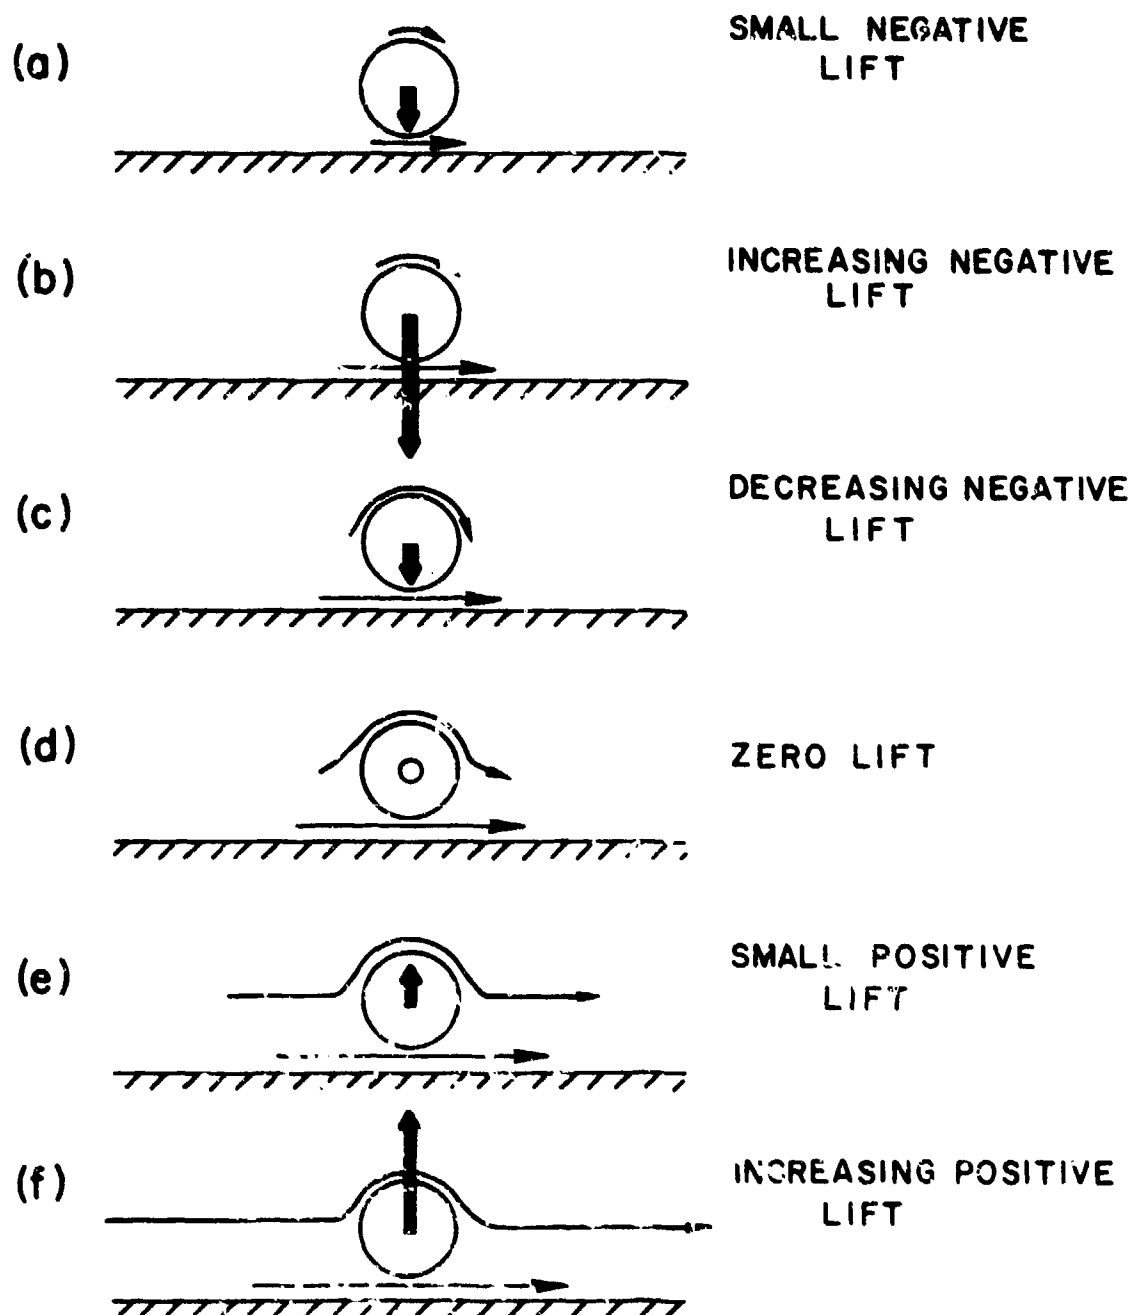 (a)
SMALL NEGATIVE
LIFT
(b)
INCREASING NEGATIVE
LIFT
(c)
DECREASING NEGATIVE
LIFT
(d)
ZERO LIFT
(e)
SMALL POSITIVE
LIFT
(f)
INCREASING POSITIVE
LIFT